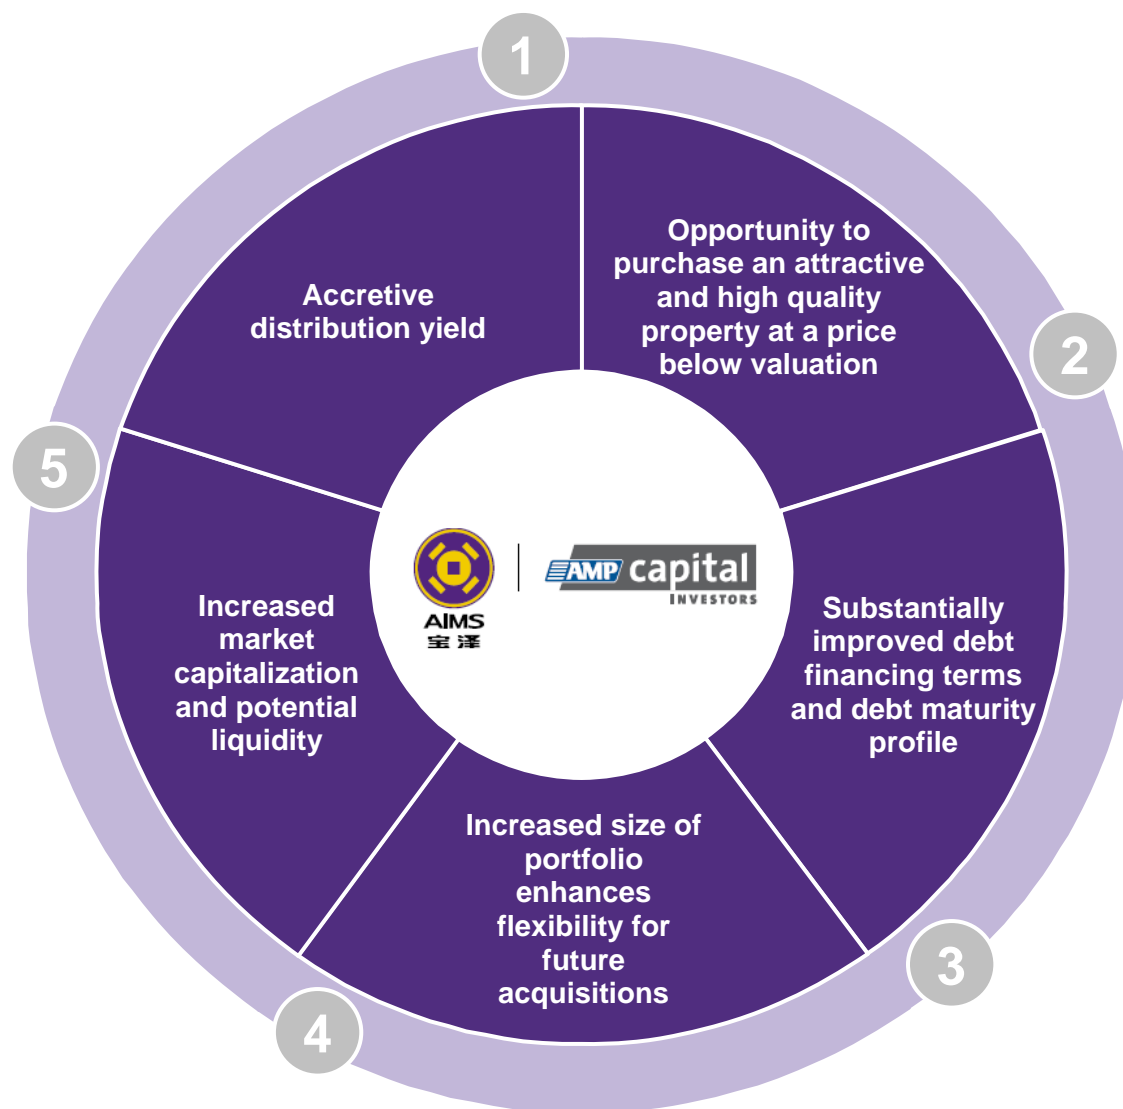 1
Opportunity to
purchase an attractive
and high quality
property at a price
below valuation
2
Substantially
improved debt
financing terms
and debt maturity
profile
3
Increased size of
portfolio
enhances
flexibility for
future
acquisitions
4
Increased
market
capitalization
and potential
liquidity
5
Accretive
distribution yield
AIMS
宝泽
AMP capital
INVESTORS